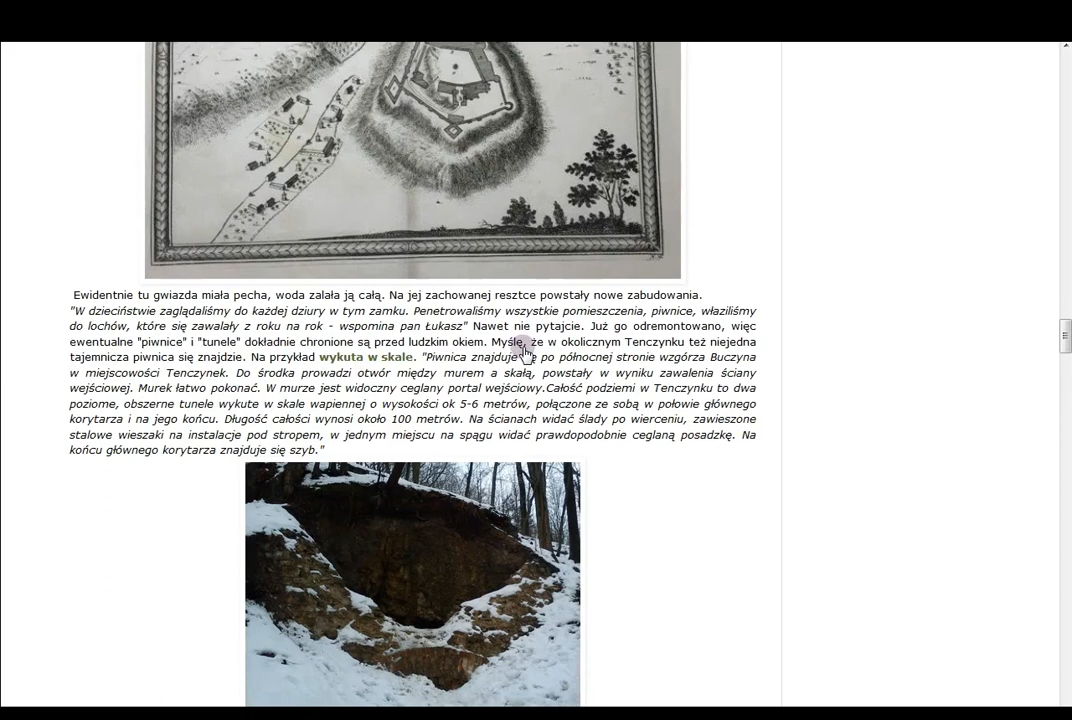 Ewidentnie tu gwiazda miała pecha, woda zalała ją całą. Na jej zachowanej resztce powstały nowe zabudowania.
"W dzieciństwie zaglądaliśmy do każdej dziury w tym zamku. Penetrowaliśmy wszystkie pomieszczenia, piwnice, właziliśmy
do lochów, które się zawalały z roku na rok - wspomina pan Łukasz" Nawet nie pytajcie. Już go odremontowano, więc
ewentualne "piwnice" i "tunele" dokładnie chronione są przed ludzkim okiem. Myślę, że w okolicznym Tenczynku też niejedna
tajemnicza piwnica się znajdzie. Na przykład wykuta w skale. "Piwnica znajduje się po północnej stronie wzgórza Buczyna
w miejscowości Tenczynek. Do środka prowadzi otwór między murem a skałą, powstały w wyniku zawalenia ściany
wejściowej. Murek łatwo pokonać. W murze jest widoczny ceglany portal wejściowy.Całość podziemi w Tenczynku to dwa
poziome, obszerne tunele wykute w skale wapiennej o wysokości ok 5-6 metrów, połączone ze sobą w połowie głównego
korytarza i na jego końcu. Długość całości wynosi około 100 metrów. Na ścianach widać ślady po wierceniu, zawieszone
stalowe wieszaki na instalacje pod stropem, w jednym miejscu na spągu widać prawdopodobnie ceglaną posadzkę. Na
końcu głównego korytarza znajduje się szyb."